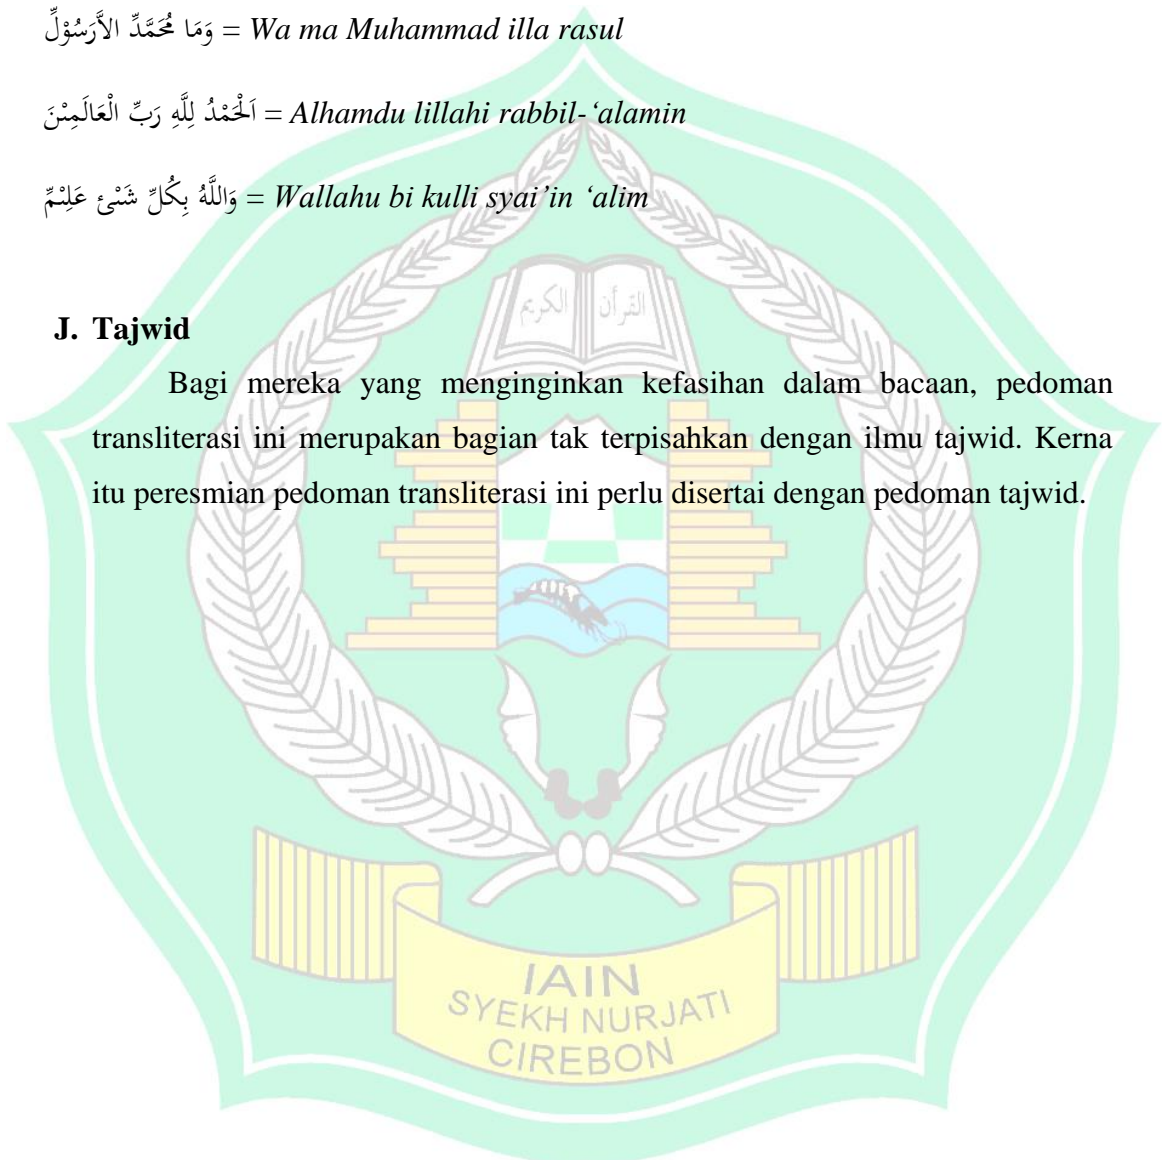 وَمَا مُحَمَّدٌ الاَّرَسُوْلٌ = Wa ma Muhammad illa rasul
اَلْحَمْدُ لِلَّهِ رَبِّ الْعَالَمِيْنَ = Alhamdu lillahi rabbil-‘alamin
وَاللَّهُ بِكُلِّ شَيْئٍ عَلِيْمٌ = Wallahu bi kulli syai’in ‘alim
القرأن الكريم
J. Tajwid
Bagi mereka yang menginginkan kefasihan dalam bacaan, pedoman
transliterasi ini merupakan bagian tak terpisahkan dengan ilmu tajwid. Kerna
itu peresmian pedoman transliterasi ini perlu disertai dengan pedoman tajwid.
IAIN
SYEKH NURJATI
CIREBON